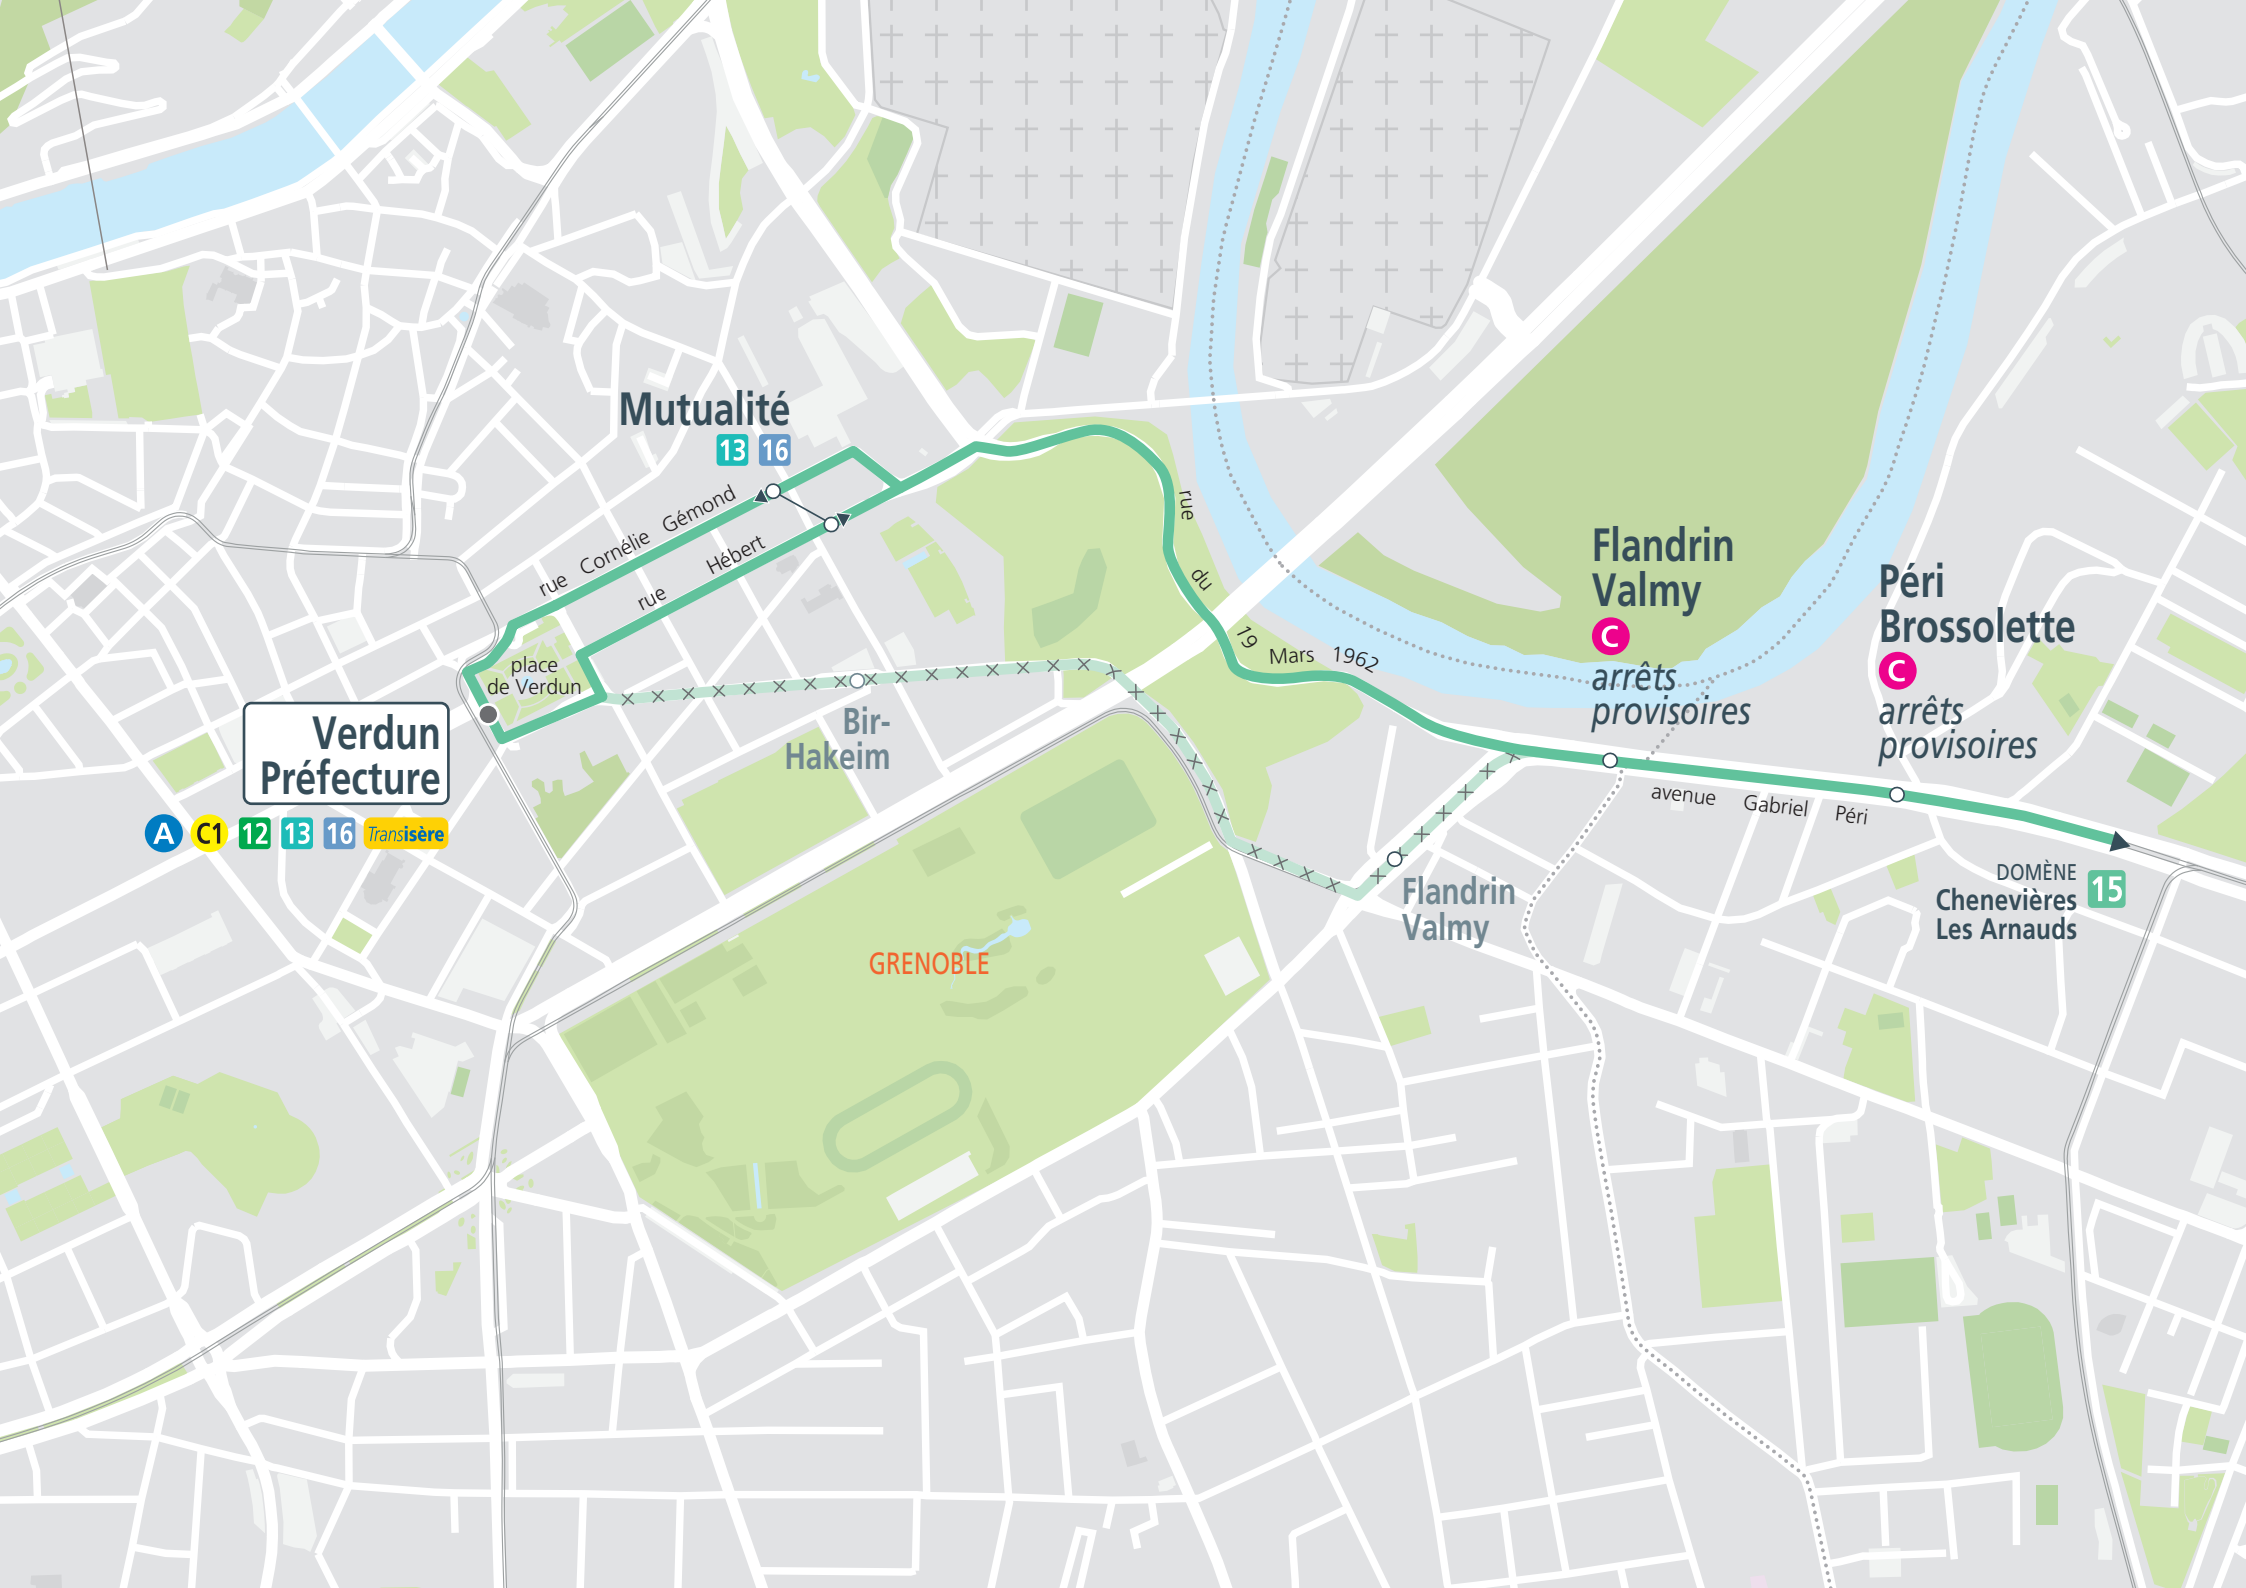 Mutualité
13 16
rue Cornélie Gémond
rue Hébert
rue du 19 Mars 1962
place
de Verdun
Verdun
Préfecture
A C1 12 13 16 Transisère
Bir-
Hakeim
Flandrin
Valmy
C
arrêts
provisoires
Péri
Brossolette
C
arrêts
provisoires
avenue Gabriel Péri
Flandrin
Valmy
DOMÈNE
Chenevières 15
Les Arnauds
GRENOBLE